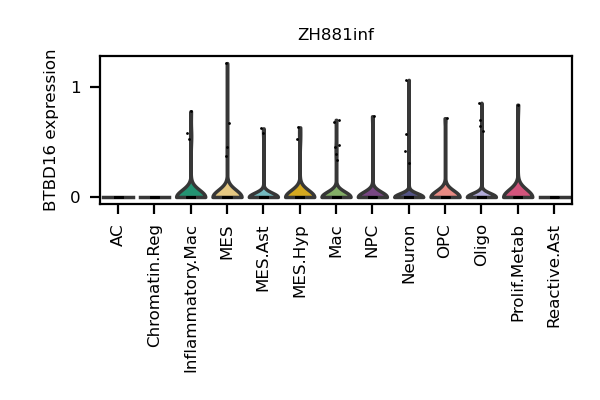 ZH881inf
BTBD16 expression
1
0
AC
Chromatin.Reg
Inflammatory.Mac
MES
MES.Ast
MES.Hyp
Mac
NPC
Neuron
OPC
Oligo
Prolif.Metab
Reactive.Ast